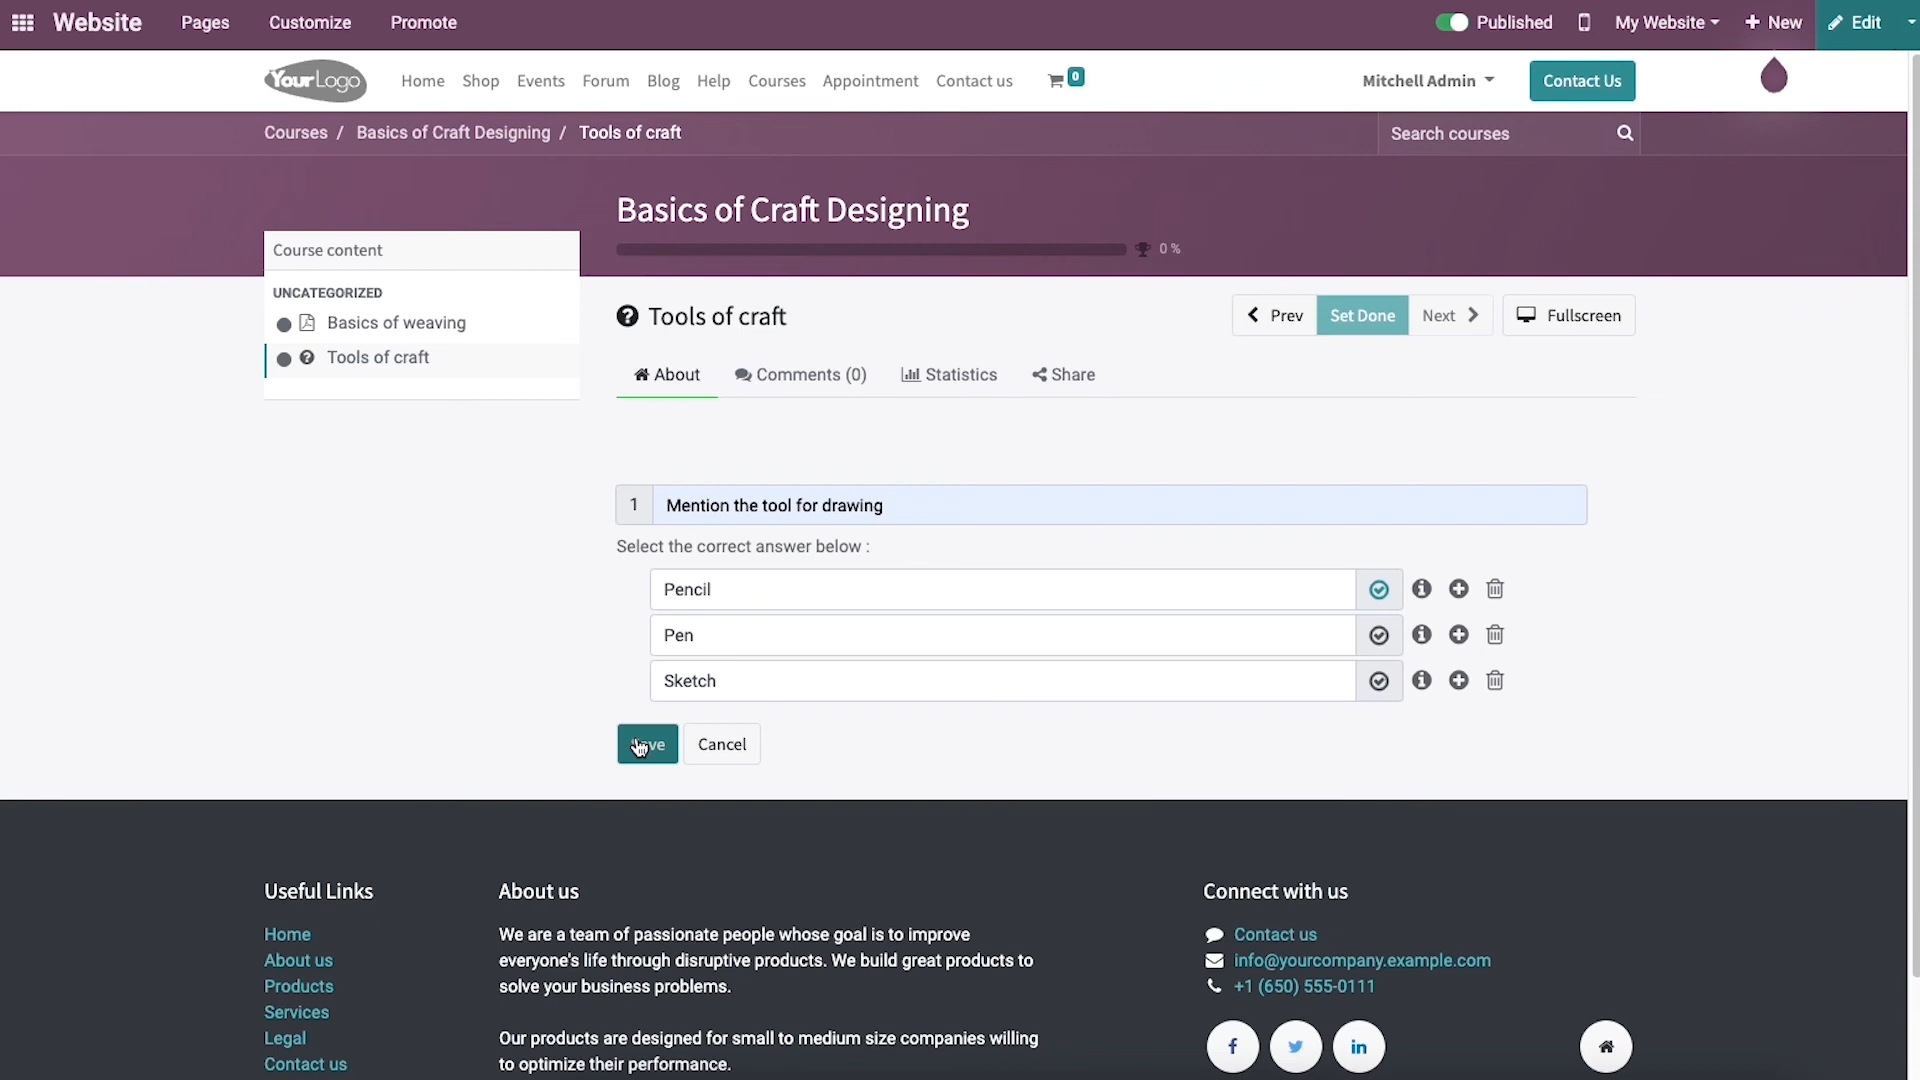 Website Pages Customize Promote Published My Website New Edit
YourLogo Home Shop Events Forum Blog Help Courses Appointment Contact us 0 Mitchell Admin Contact Us
Courses / Basics of Craft Designing / Tools of craft Search courses
Basics of Craft Designing
0 %
Course content
UNCATEGORIZED
Basics of weaving
Tools of craft
Tools of craft Prev Set Done Next Fullscreen
About Comments (0) Statistics Share
1 Mention the tool for drawing
Select the correct answer below :
Pencil
Pen
Sketch
Cancel
Useful Links
Home
About us
Products
Services
Legal
Contact us
About us
We are a team of passionate people whose goal is to improve
everyone's life through disruptive products. We build great products to
solve your business problems.
Our products are designed for small to medium size companies willing
to optimize their performance.
Connect with us
Contact us
info@yourcompany.example.com
+1 (650) 555-0111